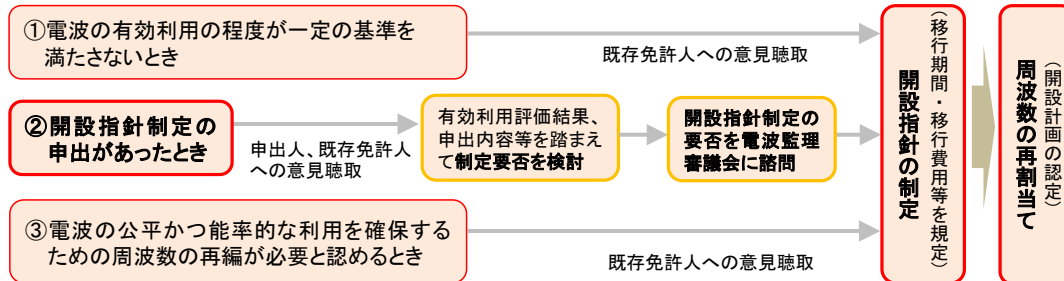 ①電波の有効利用の程度が一定の基準を
満たさないとき
既存免許人への意見聴取
②開設指針制定の
申出があったとき
申出人、既存免許人
への意見聴取
有効利用評価結果、
申出内容等を踏まえ
て制定要否を検討
開設指針制定の
要否を電波監理
審議会に諮問
③電波の公平かつ能率的な利用を確保する
ための周波数の再編が必要と認めるとき
既存免許人への意見聴取
開設指針の制定
（移行期間・移行費用等を規定）
周波数の再割当て
（開設計画の認定）